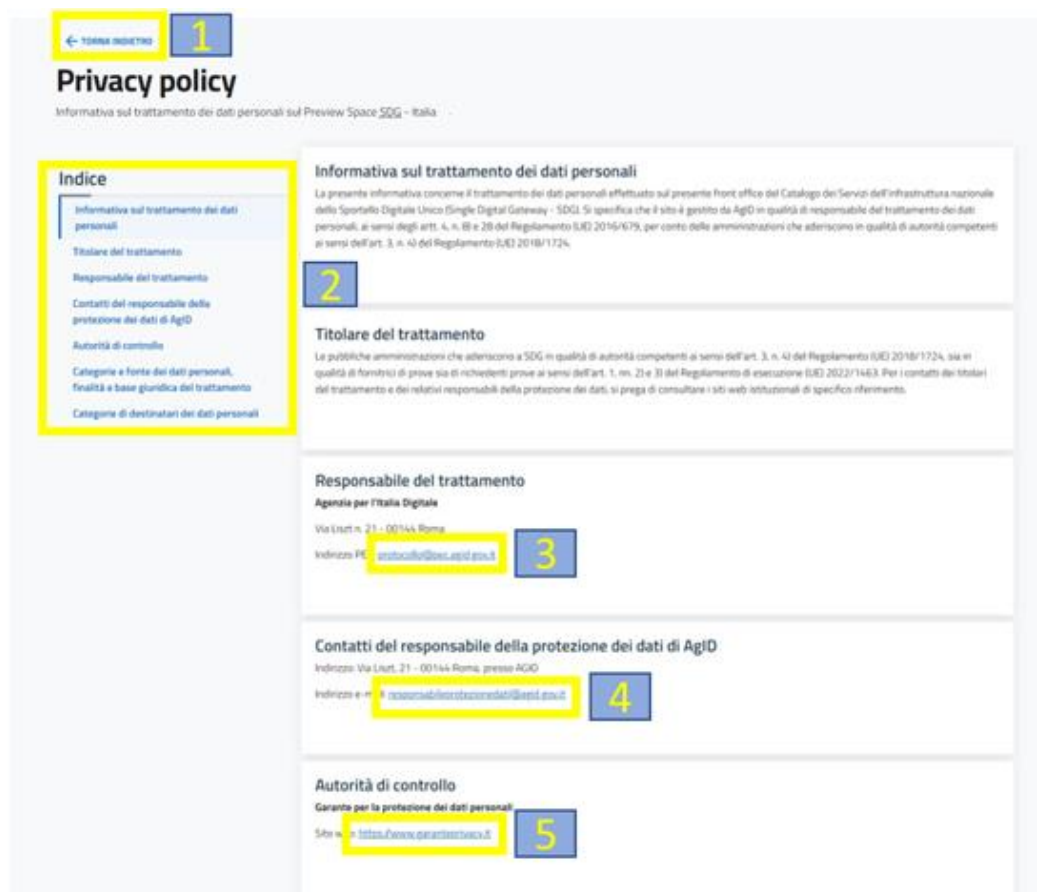 ← TORNA INDIETRO
1
Privacy policy
Informativa sul trattamento dei dati personali sul Preview Space SDG - Italia
Indice
Informativa sul trattamento dei dati
personali
Titolare del trattamento
Responsabile del trattamento
Contatti del responsabile della
protezione dei dati di AgID
Autorità di controllo
Categorie e fonte dei dati personali,
finalità e base giuridica del trattamento
Categorie di destinatari dei dati personali
2
Informativa sul trattamento dei dati personali
La presente informativa concerne il trattamento dei dati personali effettuato sul presente front office del Catalogo dei Servizi dell'infrastruttura nazionale
dello Sportello Digitale Unico (Single Digital Gateway - SDG). Si specifica che il sito è gestito da AgID in qualità di responsabile del trattamento dei dati
personali, ai sensi degli artt. 4, n. 8) e 28 del Regolamento (UE) 2016/679, per conto delle amministrazioni che aderiscono in qualità di autorità competenti
ai sensi dell'art. 3, n. 4) del Regolamento (UE) 2018/1724.
Titolare del trattamento
Le pubbliche amministrazioni che aderiscono a SDG in qualità di autorità competenti ai sensi dell'art. 3, n. 4) del Regolamento (UE) 2018/1724, sia in
qualità di fornitrici di prove sia di richiedenti prove ai sensi dell'art. 1, nn. 2) e 3) del Regolamento di esecuzione (UE) 2022/1463. Per i contatti dei titolari
del trattamento e dei relativi responsabili della protezione dei dati, si prega di consultare i siti web istituzionali di specifico riferimento.
Responsabile del trattamento
Agenzia per l'Italia Digitale
Via Liszt n. 21 - 00144 Roma
Indirizzo PE protocollo@pec.agid.gov.it
3
Contatti del responsabile della protezione dei dati di AgID
Indirizzo: Via Liszt, 21 - 00144 Roma, presso AGID
Indirizzo e-m responsabileprotezionedati@agid.gov.it
4
Autorità di controllo
Garante per la protezione dei dati personali
Sito w https://www.garanteprivacy.it
5